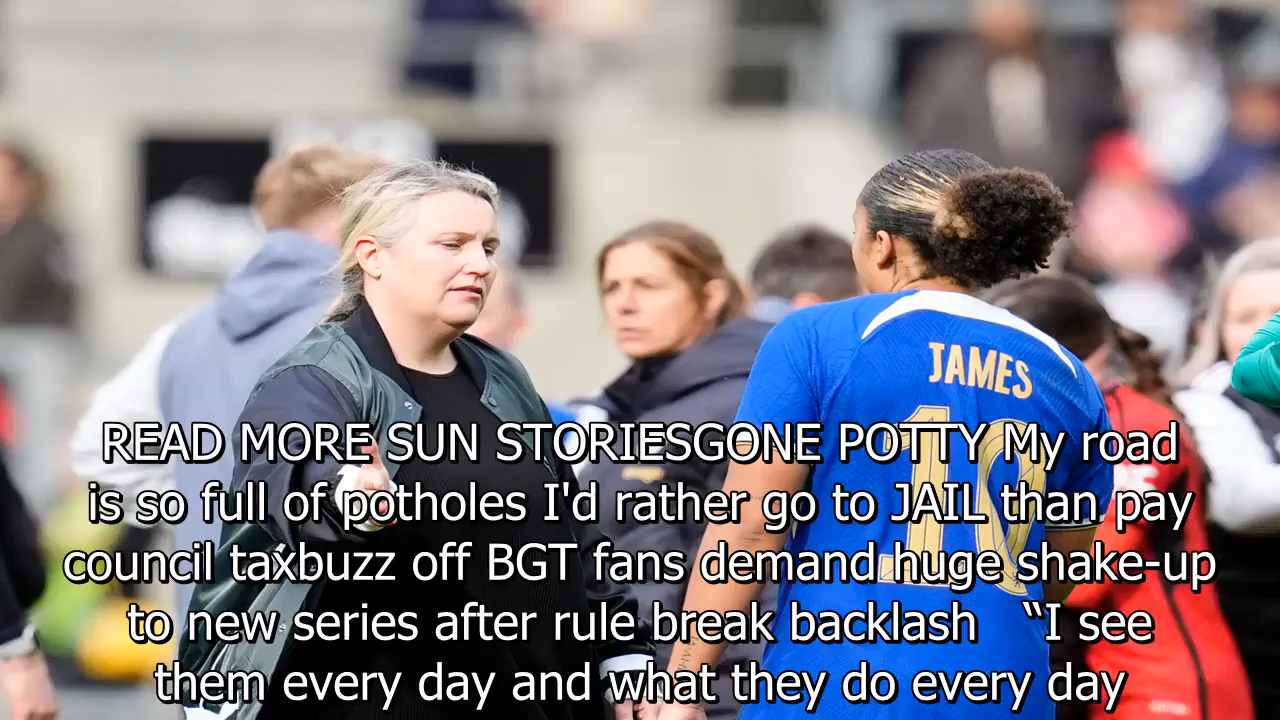 JAMES
10
READ MORE SUN STORIESGONE POTTY My road
is so full of potholes I'd rather go to JAIL than pay
council taxbuzz off BGT fans demand huge shake-up
to new series after rule break backlash “I see
them every day and what they do every day